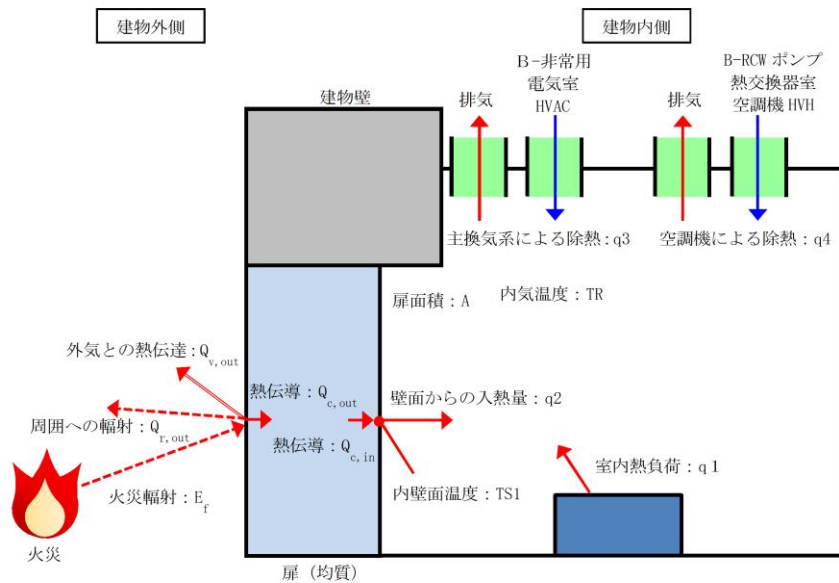 建物外側
建物内側
B-非常用
電気室
HVAC
B-RCW ポンプ
熱交換器室
空調機 HVH
建物壁
排気
排気
主換気系による除熱:q3
空調機による除熱:q4
扉面積:A
内気温度:TR
外気との熱伝達:Q_v,out
熱伝導:Q_c,out
壁面からの入熱量:q2
周囲への輻射:Q_r,out
熱伝導:Q_c,in
室内熱負荷:q1
火災輻射:E_f
内壁面温度:TS1
火災
扉(均質)